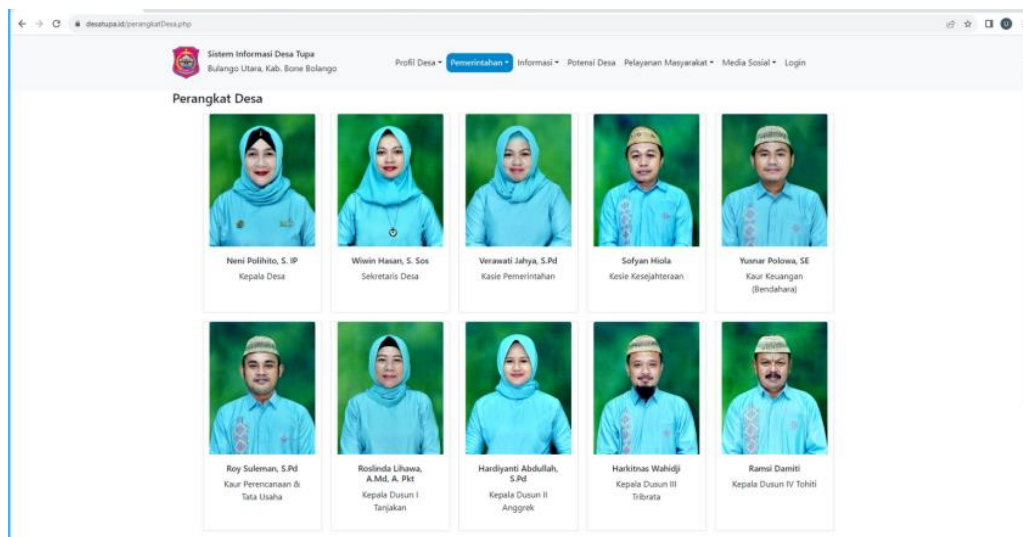 desatupa.id/perangkatDesa.php
Sistem Informasi Desa Tupa
Bulango Utara, Kab. Bone Bolango
Profil Desa Pemerintahan Informasi Potensi Desa Pelayanan Masyarakat Media Sosial Login
Perangkat Desa
Neni Polihito, S. IP
Kepala Desa
Wiwin Hasan, S. Sos
Sekretaris Desa
Verawati Jahya, S.Pd
Kasie Pemerintahan
Sofyan Hiola
Kesie Kesejahteraan
Yusnar Polowa, SE
Kaur Keuangan
(Bendahara)
Roy Suleman, S.Pd
Kaur Perencanaan &
Tata Usaha
Roslinda Lihawa,
A.Md, A. Pkt
Kepala Dusun I
Tanjakan
Hardiyanti Abdullah,
S.Pd
Kepala Dusun II
Anggrek
Harkitnas Wahidji
Kepala Dusun III
Tribrata
Ramsi Damiti
Kepala Dusun IV Tohiti